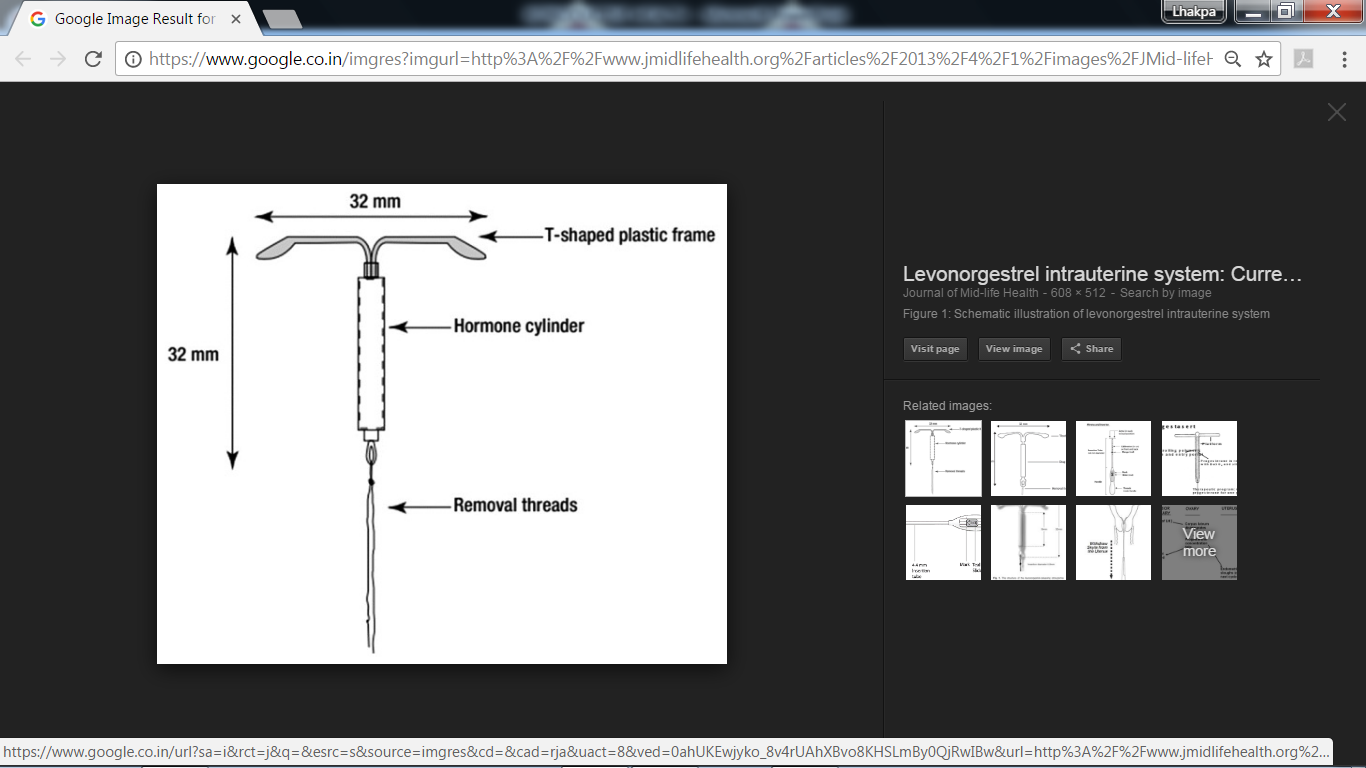 Google Image Result for
Lhakpa
https://www.google.co.in/imgres?imgurl=http%3A%2F%2Fwww.jmidlifehealth.org%2Farticles%2F2013%2F4%2F1%2Fimages%2FJMid-lifeH
32 mm
T-shaped plastic frame
Hormone cylinder
32 mm
Removal threads
Levonorgestrel intrauterine system: Curre…
Journal of Mid-life Health - 608 × 512 - Search by image
Figure 1: Schematic illustration of levonorgestrel intrauterine system
Visit page
View image
Share
Related images:
View
more
https://www.google.co.in/url?sa=i&rct=j&q=&esrc=s&source=imgres&cd=&cad=rja&uact=8&ved=0ahUKEwjyko_8v4rUAhXBvo8KHSLmBy0QjRwIBw&url=http%3A%2F%2Fwww.jmidlifehealth.org%2...